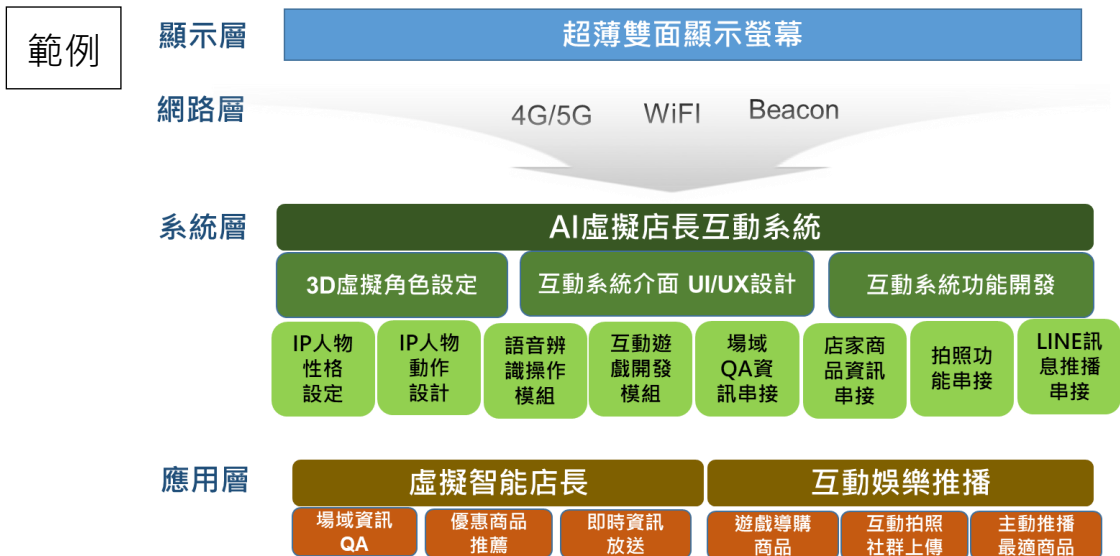 範例
顯示層
超薄雙面顯示螢幕
網路層
4G/5G WiFI Beacon
系統層
AI虛擬店長互動系統
3D虛擬角色設定
互動系統介面 UI/UX設計
互動系統功能開發
IP人物
性格
設定
IP人物
動作
設計
語音辨
識操作
模組
互動遊
戲開發
模組
場域
QA資
訊串接
店家商
品資訊
串接
拍照功
能串接
LINE訊
息推播
串接
應用層
虛擬智能店長
互動娛樂推播
場域資訊
QA
優惠商品
推薦
即時資訊
放送
遊戲導購
商品
互動拍照
社群上傳
主動推播
最適商品